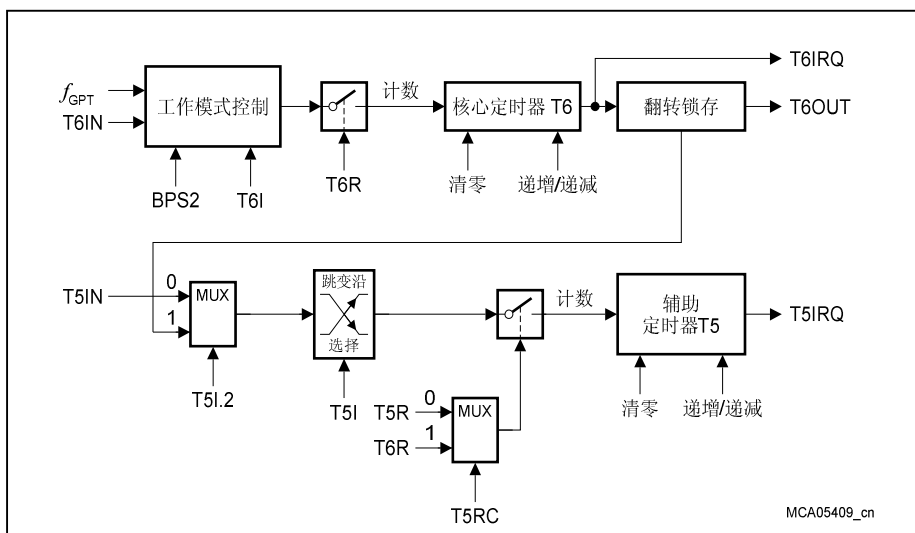 T6IRQ
f GPT
T6IN
工作模式控制
计数
核心定时器 T6
翻转锁存
T6OUT
BPS2
T6I
T6R
清零
递增/递减
T5IN
0
1
MUX
跳变沿
选择
计数
辅助
定时器T5
T5IRQ
T5I.2
T5I
T5R
0
T6R
1
MUX
清零
递增/递减
T5RC
MCA05409_cn